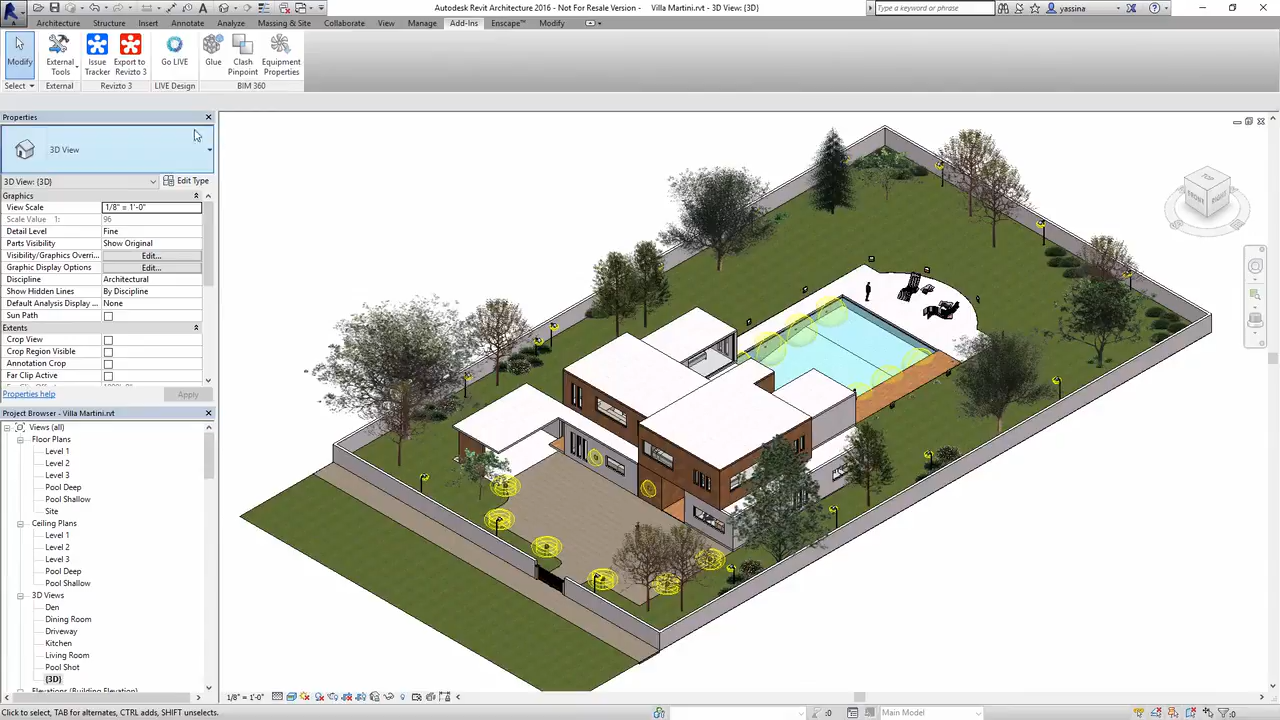 Autodesk Revit Architecture 2016 - Not For Resale Version - Villa Martini.rvt - 3D View: {3D}
Type a keyword or phrase
yassina
Architecture Structure Insert Annotate Analyze Massing & Site Collaborate View Manage Add-Ins Enscape™ Modify
Modify External Tools Issue Tracker Export to Revizto 3 Go LIVE Glue Clash Pinpoint Equipment Properties
Select External Revizto 3 LIVE Design BIM 360
Properties
3D View
3D View: {3D} Edit Type
Graphics
View Scale 1/8" = 1'-0"
Scale Value 1: 96
Detail Level Fine
Parts Visibility Show Original
Visibility/Graphics Overri... Edit...
Graphic Display Options Edit...
Discipline Architectural
Show Hidden Lines By Discipline
Default Analysis Display ... None
Sun Path
Extents
Crop View
Crop Region Visible
Annotation Crop
Far Clip Active
Properties help Apply
Project Browser - Villa Martini.rvt
Views (all)
Floor Plans
Level 1
Level 2
Level 3
Pool Deep
Pool Shallow
Site
Ceiling Plans
Level 1
Level 2
Level 3
Pool Deep
Pool Shallow
3D Views
Den
Dining Room
Driveway
Kitchen
Living Room
Pool Shot
{3D}
Elevations (Building Elevation)
TOP
FRONT
RIGHT
1/8" = 1'-0"
Click to select, TAB for alternates, CTRL adds, SHIFT unselects.
:0
Main Model
:0